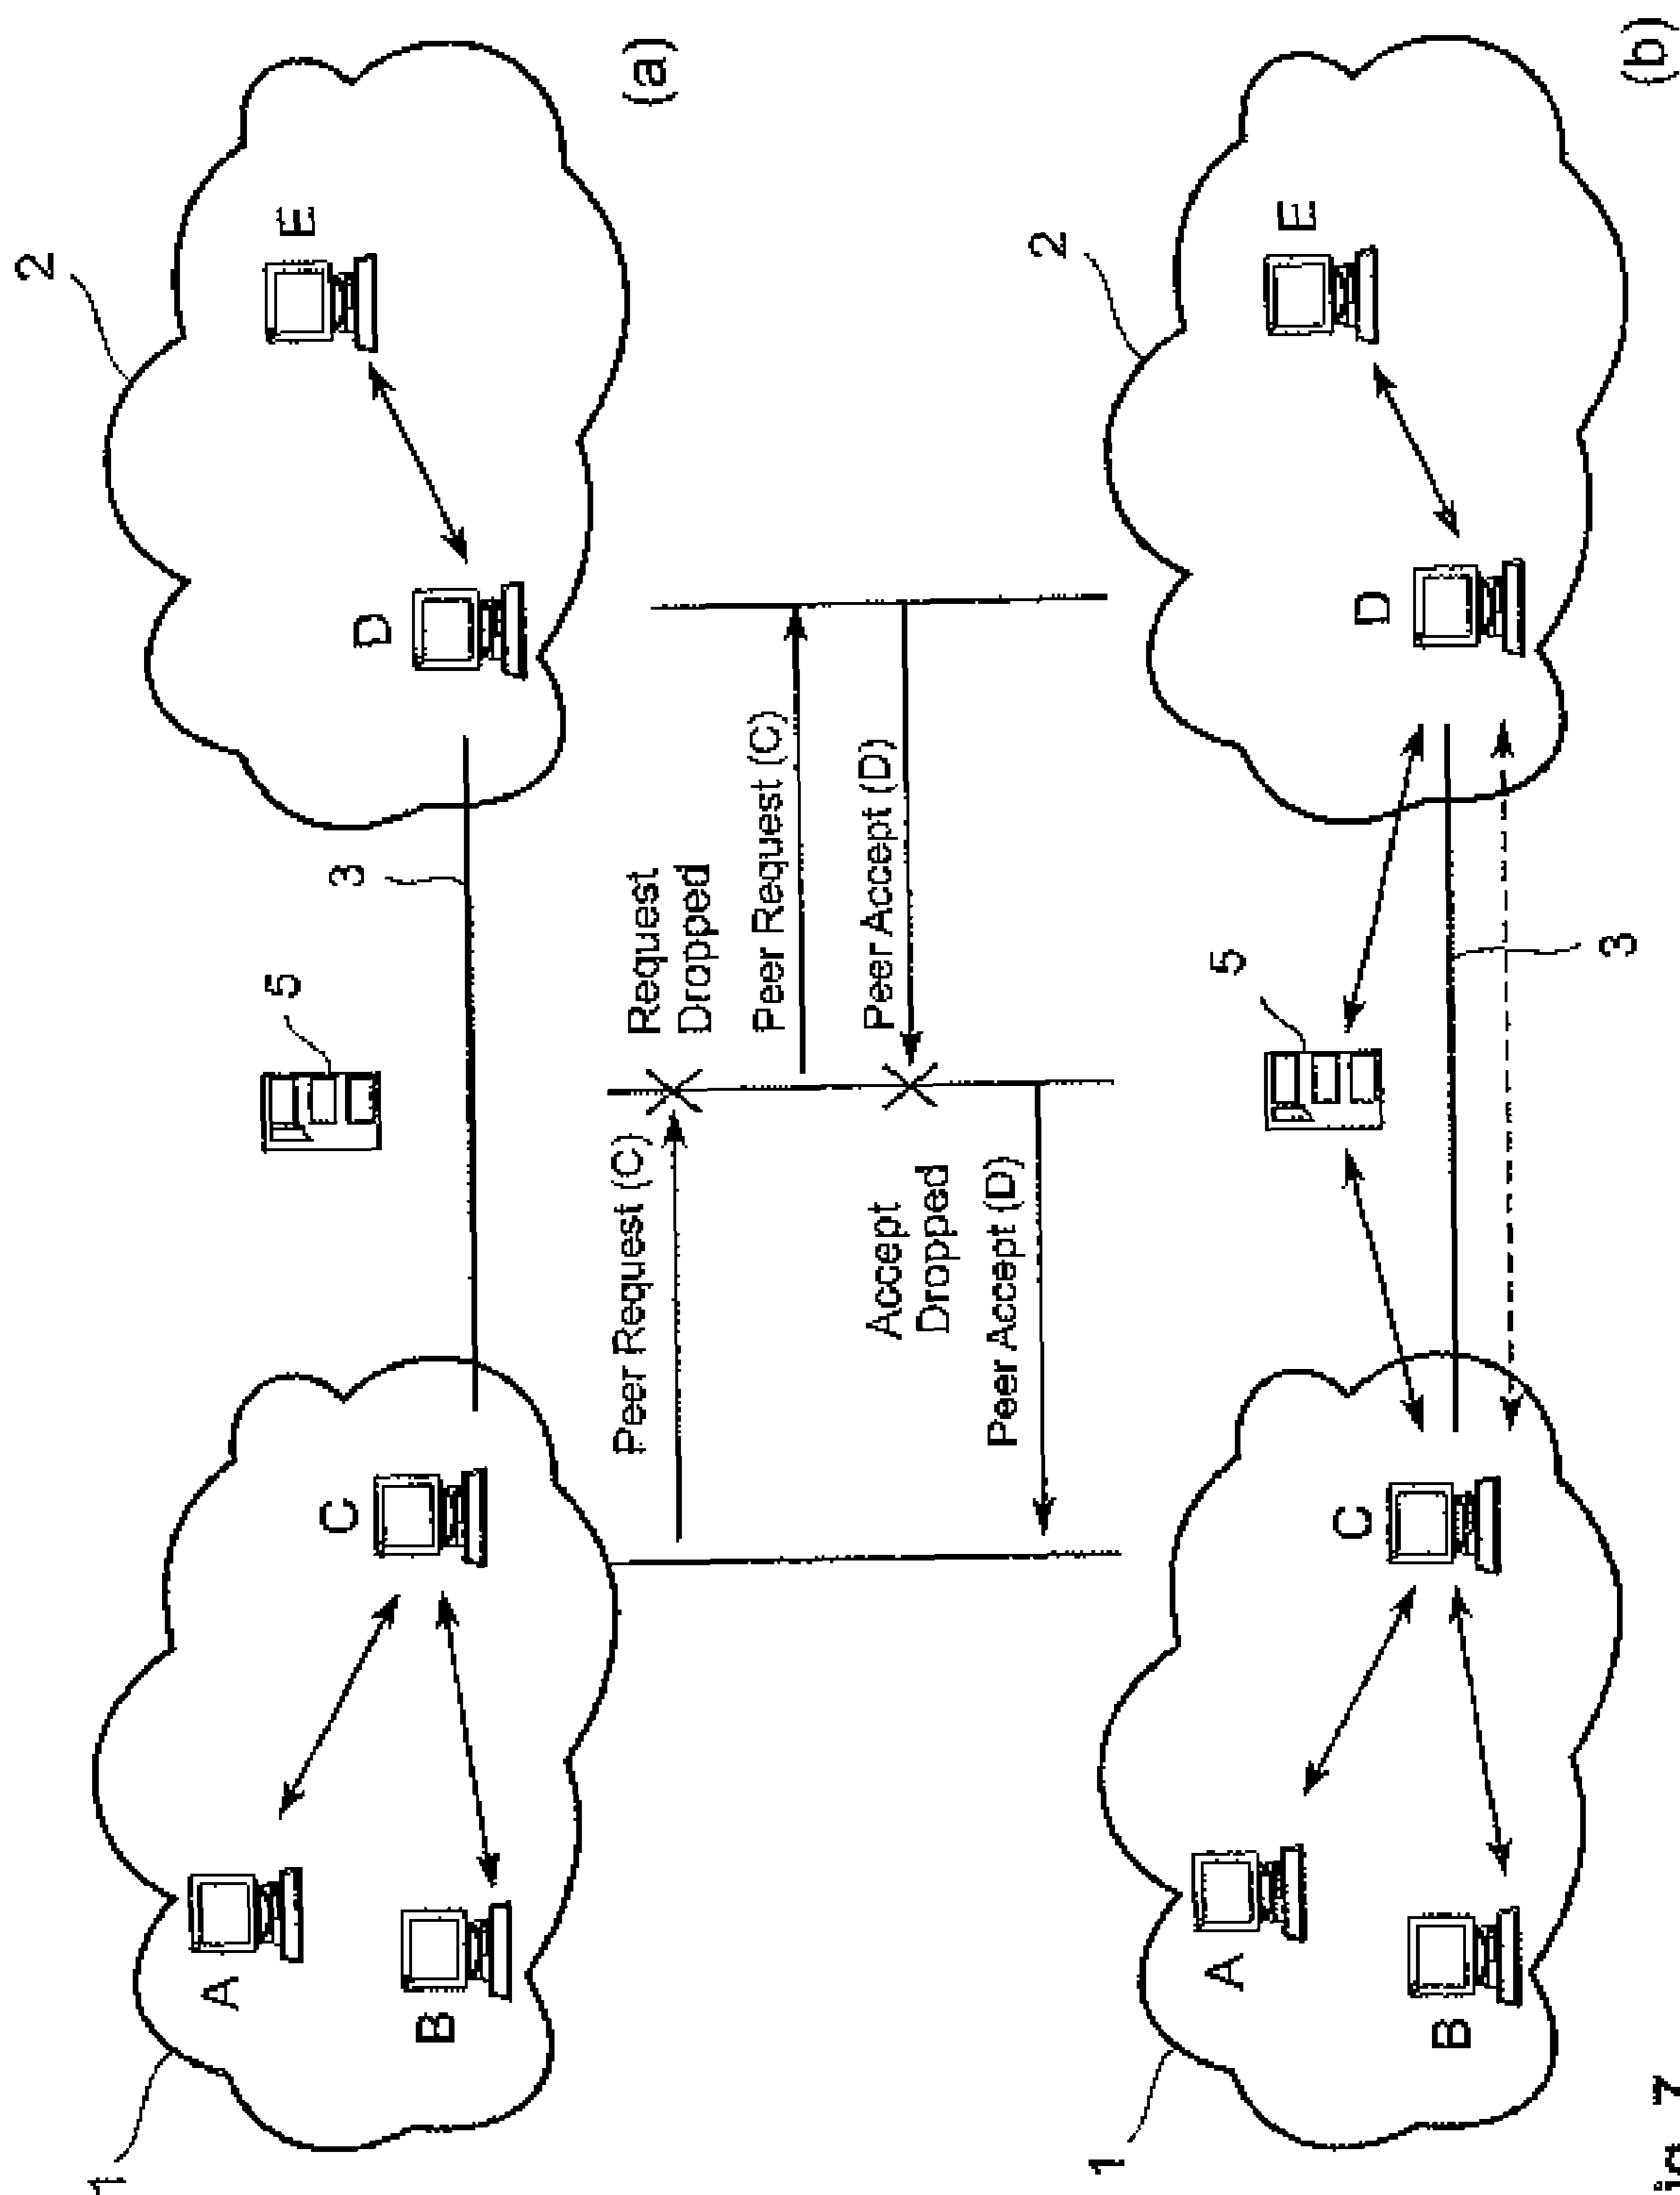 2
E
D
(a)
3
5
C
A
B
1
Request
Dropped
Peer Request (C)
Peer Request (C)
Peer Accept (D)
Accept
Dropped
Peer Accept (D)
2
E
D
(b)
5
3
C
A
B
1
7